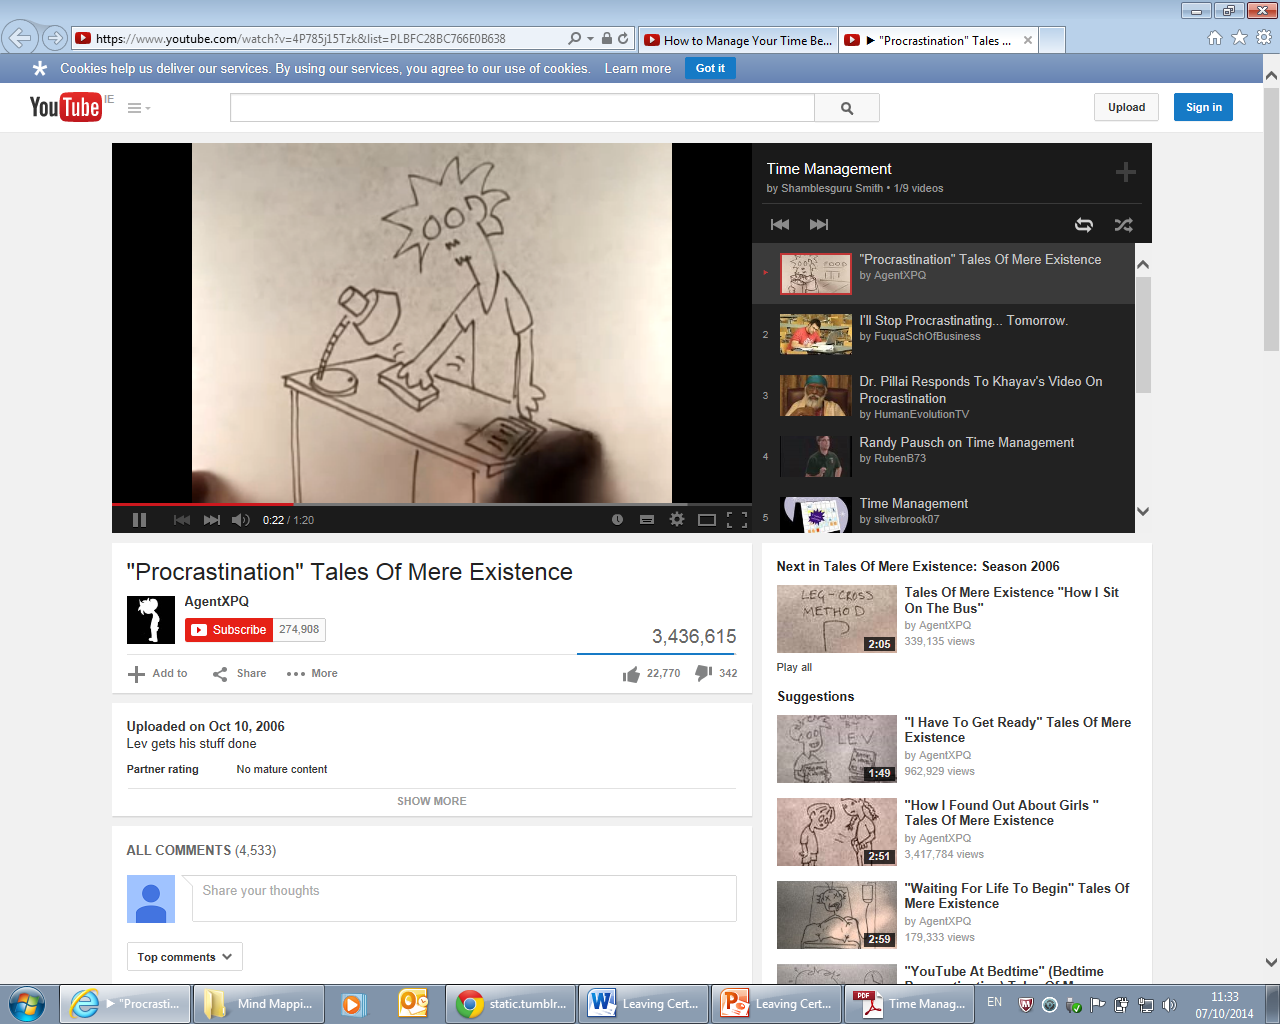 https://www.youtube.com/watch?v=4P785j15Tzk&list=PLBFC28BC766E0B638
How to Manage Your Time Be...
"Procrastination" Tales ...
Cookies help us deliver our services. By using our services, you agree to our use of cookies. Learn more Got it
YouTube IE
Upload
Sign in
Time Management
by Shamblesguru Smith • 1/9 videos
"Procrastination" Tales Of Mere Existence
by AgentXPQ
2
I'll Stop Procrastinating... Tomorrow.
by FuquaSchOfBusiness
3
Dr. Pillai Responds To Khayav's Video On
Procrastination
by HumanEvolutionTV
4
Randy Pausch on Time Management
by RubenB73
5
Time Management
by silverbrook07
0:22 / 1:20
"Procrastination" Tales Of Mere Existence
AgentXPQ
Subscribe 274,908
3,436,615
Add to Share More
22,770 342
Uploaded on Oct 10, 2006
Lev gets his stuff done
Partner rating No mature content
SHOW MORE
ALL COMMENTS (4,533)
Share your thoughts
Top comments
Next in Tales Of Mere Existence: Season 2006
LEG-CROSS
METHOD
2:05
Tales Of Mere Existence "How I Sit
On The Bus"
by AgentXPQ
339,135 views
Play all
Suggestions
BY
LEV
1:49
"I Have To Get Ready" Tales Of Mere
Existence
by AgentXPQ
962,929 views
2:51
"How I Found Out About Girls "
Tales Of Mere Existence
by AgentXPQ
3,417,784 views
2:59
"Waiting For Life To Begin" Tales Of
Mere Existence
by AgentXPQ
179,333 views
"YouTube At Bedtime" (Bedtime
"Procrasti...
Mind Mappi...
static.tumblr...
Leaving Cert...
Leaving Cert...
PDF
Time Manag...
EN
11:33
07/10/2014